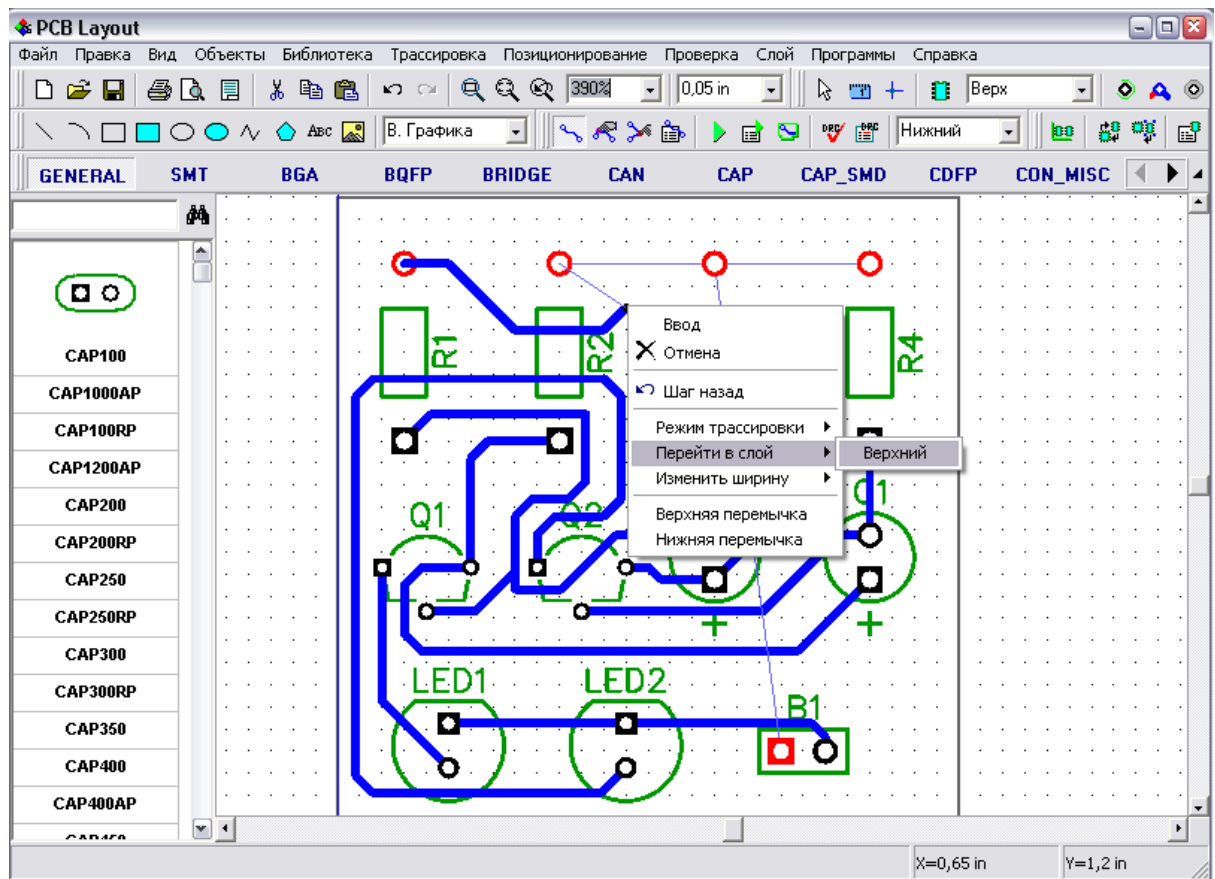 PCB Layout
Файл Правка Вид Объекты Библиотека Трассировка Позиционирование Проверка Слой Программы Справка
390% 0,05 in Верх
ABC В. Графика DRC DRC Нижний
GENERAL SMT BGA BQFP BRIDGE CAN CAP CAP_SMD CDFP CON_MISC
CAP100
CAP1000AP
CAP100RP
CAP1200AP
CAP200
CAP200RP
CAP250
CAP250RP
CAP300
CAP300RP
CAP350
CAP400
CAP400AP
R1 R2 R4
Ввод
Отмена
Шаг назад
Режим трассировки
Перейти в слой Верхний
Изменить ширину
Верхняя перемычка
Нижняя перемычка
Q1 Q2
+ +
LED1 LED2 B1
X=0,65 in Y=1,2 in